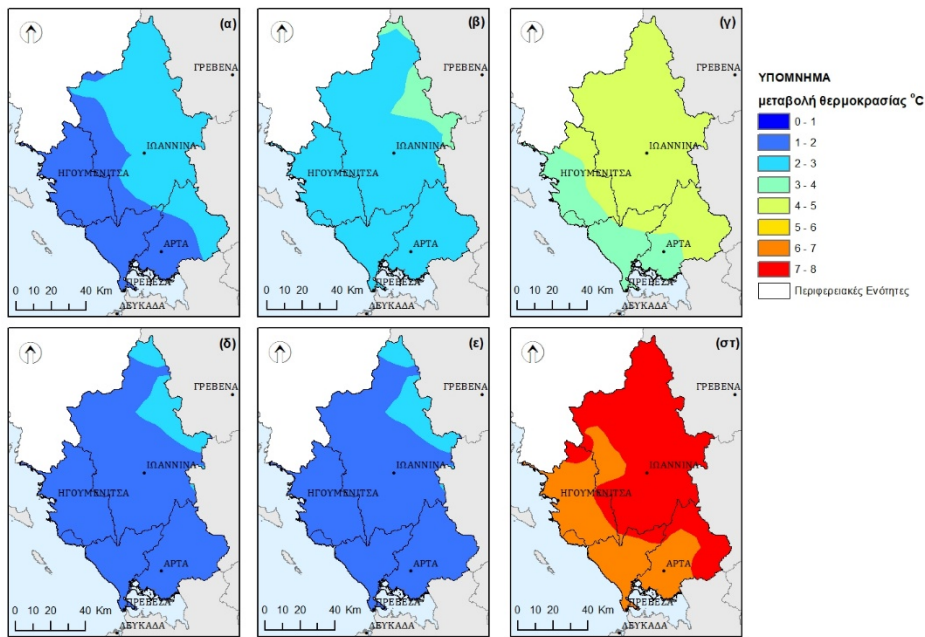 (α)
ΓΡΕΒΕΝΑ
ΙΩΑΝΝΙΝΑ
ΗΓΟΥΜΕΝΙΤΣΑ
ΑΡΤΑ
ΠΡΕΒΕΖΑ
0 10 20 40 Km
ΛΕΥΚΑΔΑ
(β)
ΓΡΕΒΕΝΑ
ΙΩΑΝΝΙΝΑ
ΗΓΟΥΜΕΝΙΤΣΑ
ΑΡΤΑ
ΠΡΕΒΕΖΑ
0 10 20 40 Km
ΛΕΥΚΑΔΑ
(γ)
ΓΡΕΒΕΝΑ
ΙΩΑΝΝΙΝΑ
ΗΓΟΥΜΕΝΙΤΣΑ
ΑΡΤΑ
ΠΡΕΒΕΖΑ
0 10 20 40 Km
ΛΕΥΚΑΔΑ
ΥΠΟΜΝΗΜΑ
μεταβολή θερμοκρασίας °C
0 - 1
1 - 2
2 - 3
3 - 4
4 - 5
5 - 6
6 - 7
7 - 8
Περιφερειακές Ενότητες
(δ)
ΓΡΕΒΕΝΑ
ΙΩΑΝΝΙΝΑ
ΗΓΟΥΜΕΝΙΤΣΑ
ΑΡΤΑ
ΠΡΕΒΕΖΑ
0 10 20 40 Km
ΛΕΥΚΑΔΑ
(ε)
ΓΡΕΒΕΝΑ
ΙΩΑΝΝΙΝΑ
ΗΓΟΥΜΕΝΙΤΣΑ
ΑΡΤΑ
ΠΡΕΒΕΖΑ
0 10 20 40 Km
ΛΕΥΚΑΔΑ
(στ)
ΓΡΕΒΕΝΑ
ΙΩΑΝΝΙΝΑ
ΗΓΟΥΜΕΝΙΤΣΑ
ΑΡΤΑ
ΠΡΕΒΕΖΑ
0 10 20 40 Km
ΛΕΥΚΑΔΑ